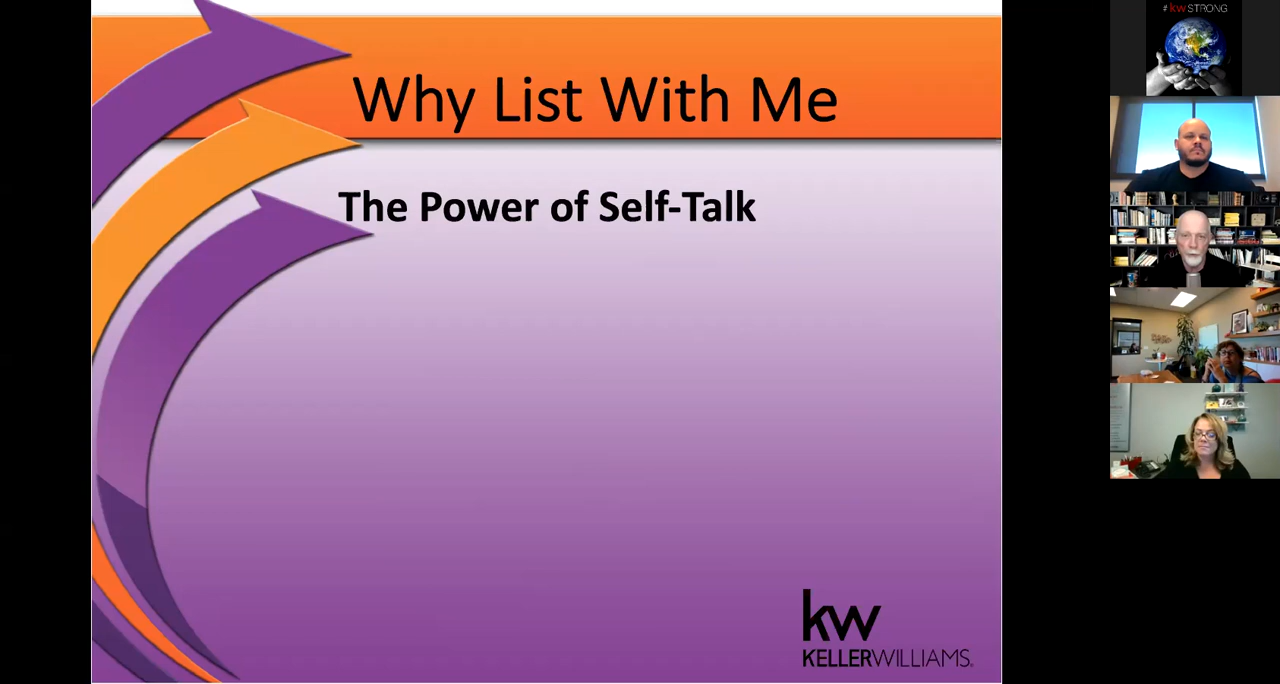 Why List With Me
The Power of Self-Talk
kw
KELLERWILLIAMS.
#kwSTRONG